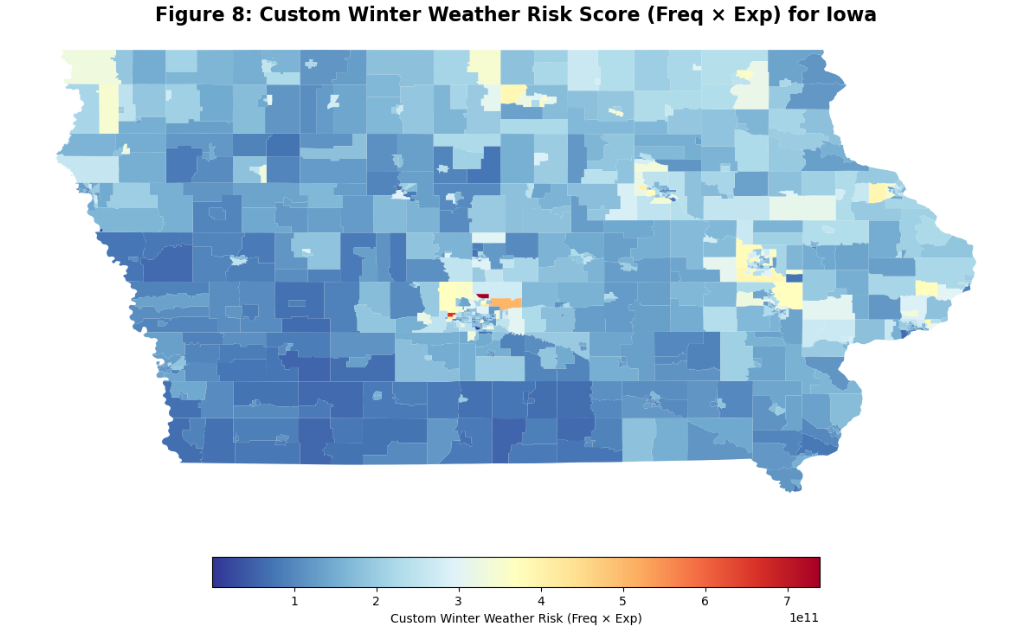 Figure 8: Custom Winter Weather Risk Score (Freq × Exp) for Iowa
1 2 3 4 5 6 7
Custom Winter Weather Risk (Freq × Exp)
1e11